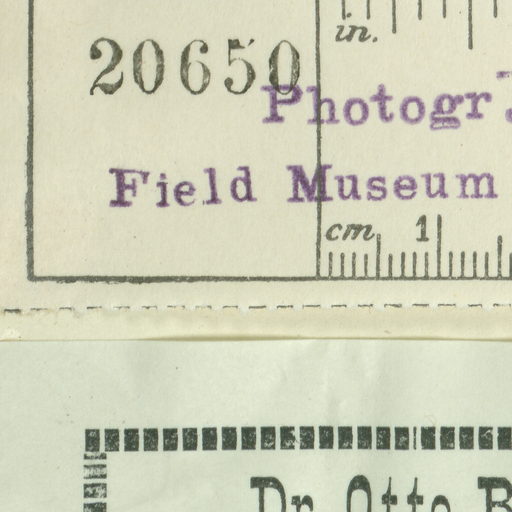 in.
20650
Photogr
Field Museum
cm 1
Dr. Otto B